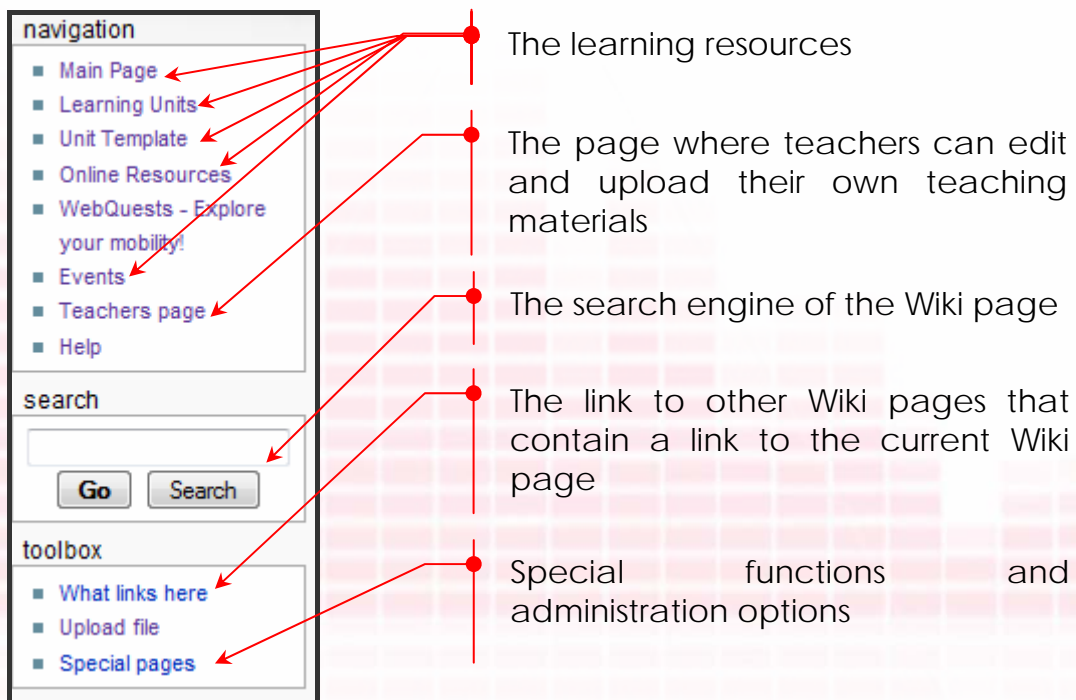 navigation
Main Page
Learning Units
Unit Template
Online Resources
WebQuests - Explore
your mobility!
Events
Teachers page
Help
search
Go Search
toolbox
What links here
Upload file
Special pages
The learning resources
The page where teachers can edit
and upload their own teaching
materials
The search engine of the Wiki page
The link to other Wiki pages that
contain a link to the current Wiki
page
Special functions and
administration options